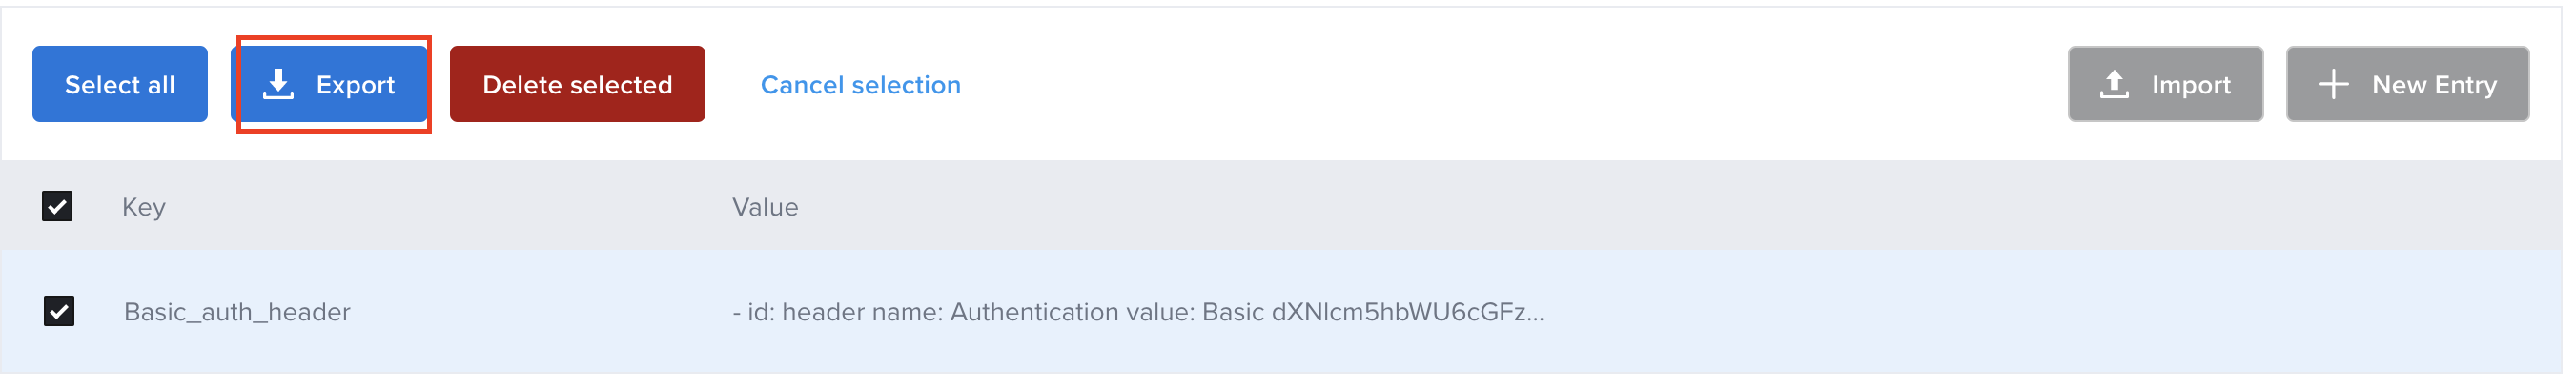 Select all Export Delete selected Cancel selection Import New Entry
Key Value
Basic_auth_header - id: header name: Authentication value: Basic dXNlcm5hbWU6cGFz...